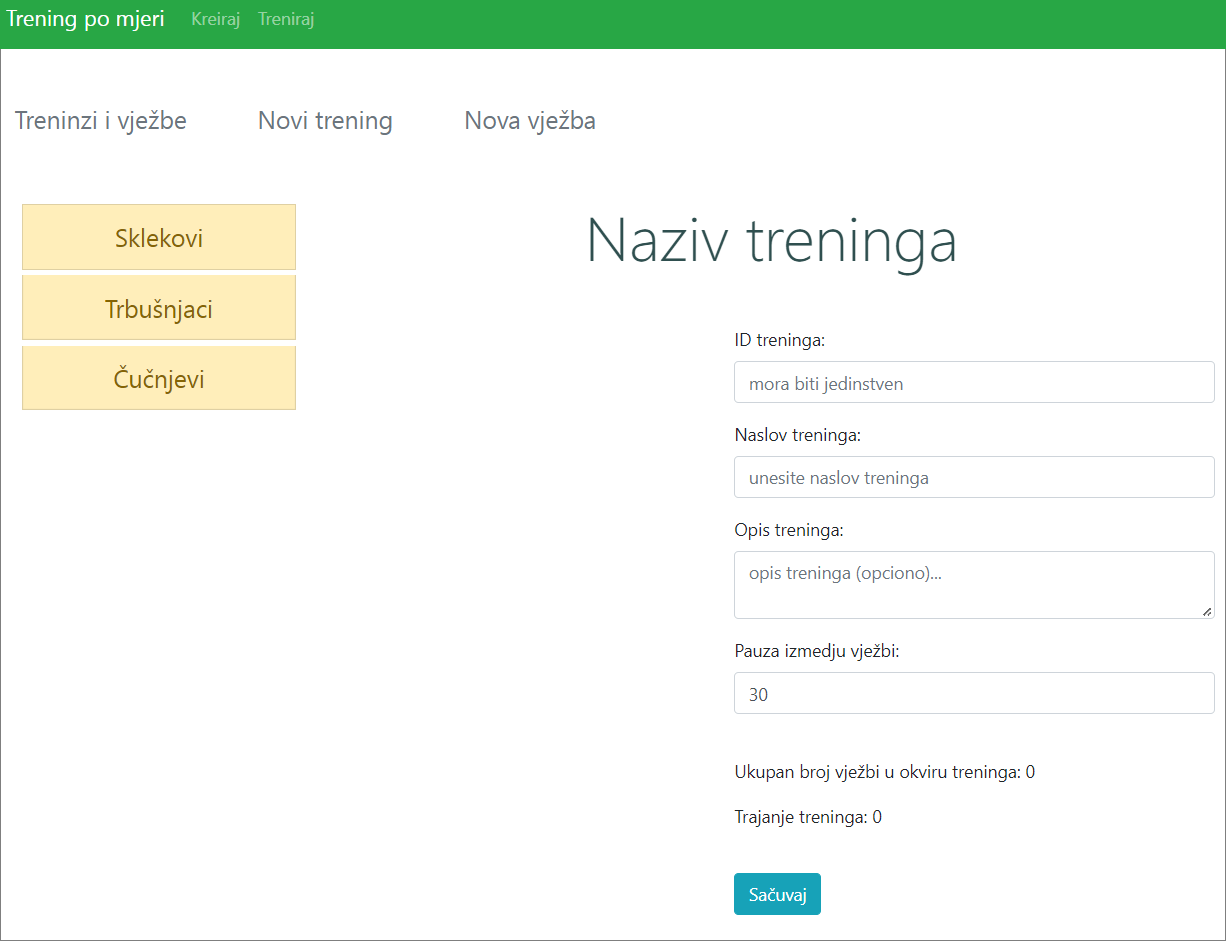 Trening po mjeri Kreiraj Treniraj
Treninzi i vježbe Novi trening Nova vježba
Sklekovi
Trbušnjaci
Čučnjevi
Naziv treninga
ID treninga:
mora biti jedinstven
Naslov treninga:
unesite naslov treninga
Opis treninga:
opis treninga (opciono)...
Pauza izmedju vježbi:
30
Ukupan broj vježbi u okviru treninga: 0
Trajanje treninga: 0
Sačuvaj